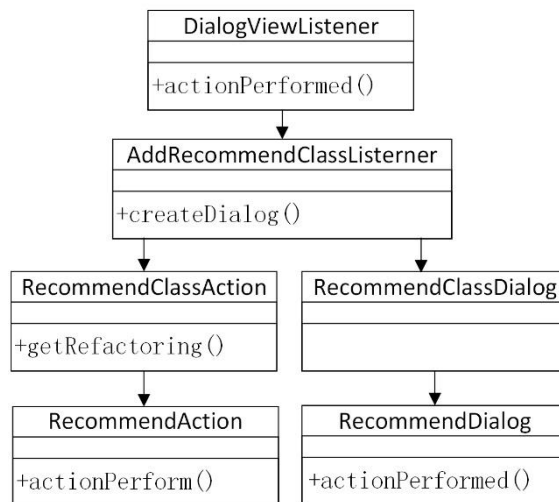 DialogViewListener
+actionPerformed()
AddRecommendClassListerner
+createDialog()
RecommendClassAction
RecommendClassDialog
+getRefactoring()
RecommendAction
RecommendDialog
+actionPerform()
+actionPerformed()